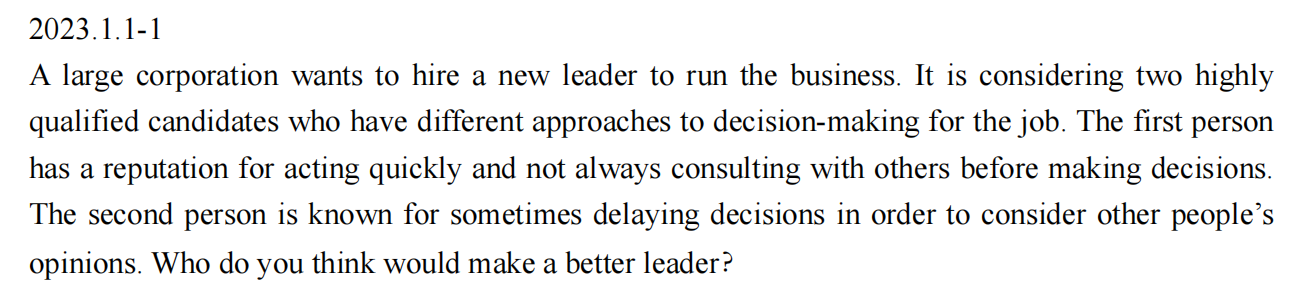 2023.1.1-1
A large corporation wants to hire a new leader to run the business. It is considering two highly
qualified candidates who have different approaches to decision-making for the job. The first person
has a reputation for acting quickly and not always consulting with others before making decisions.
The second person is known for sometimes delaying decisions in order to consider other people’s
opinions. Who do you think would make a better leader?